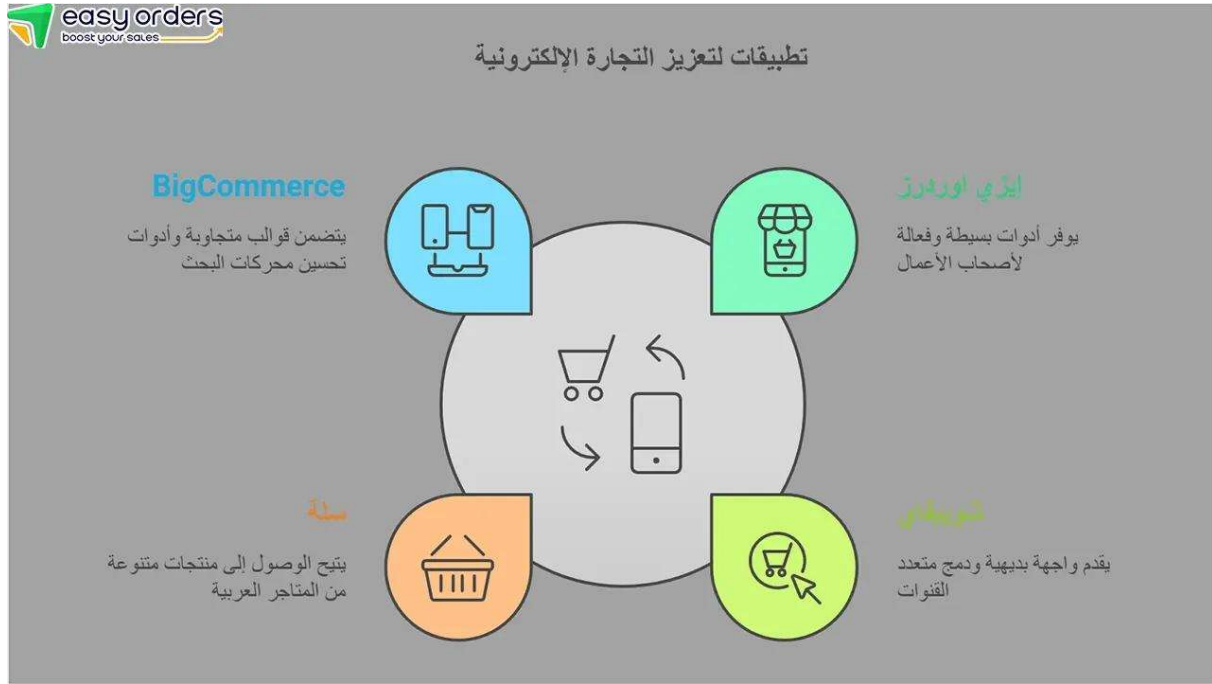 easy orders
boost your sales
تطبيقات لتعزيز التجارة الإلكترونية
إيزي اوردرز
يوفر أدوات بسيطة وفعالة
لأصحاب الأعمال
BigCommerce
يتضمن قوالب متجاوبة وأدوات
تحسين محركات البحث
شوبيفاي
يقدم واجهة بديهية ودمج متعدد
القنوات
سلة
يتيح الوصول إلى منتجات متنوعة
من المتاجر العربية